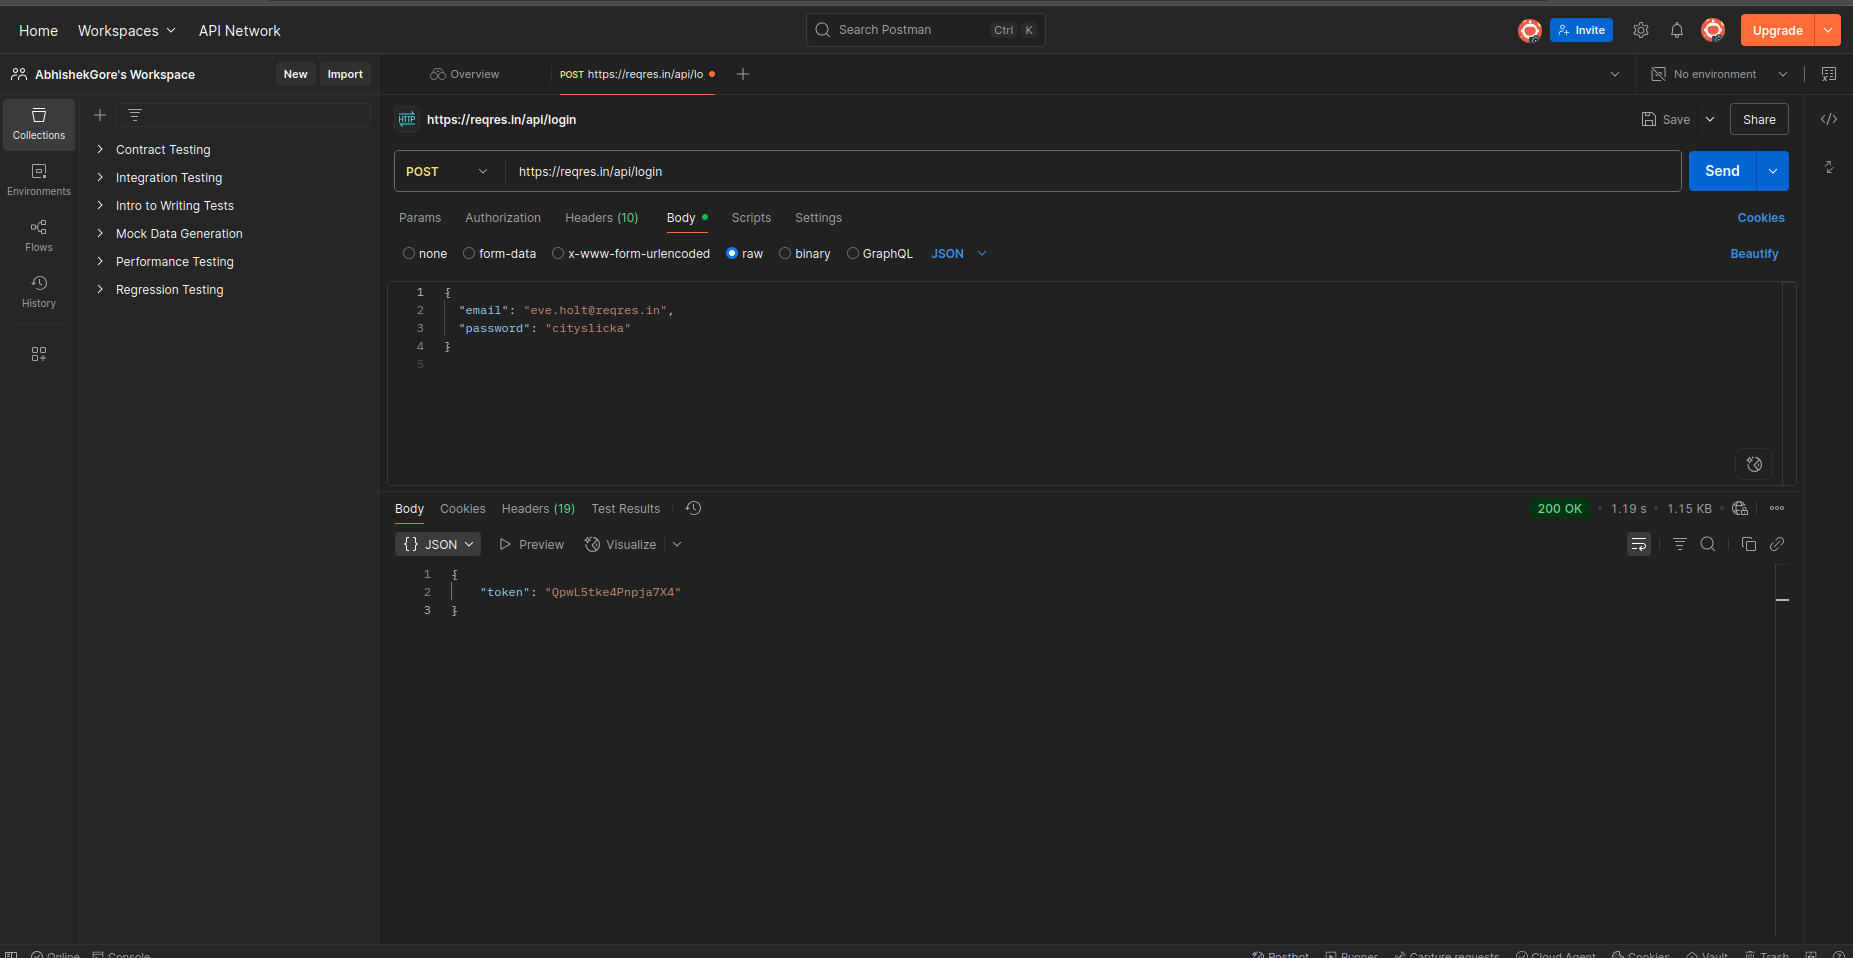 Home Workspaces API Network Search Postman Ctrl K Invite Upgrade
AbhishekGore's Workspace New Import Overview POST https://reqres.in/api/lo No environment
Collections
Environments
Flows
History
Contract Testing
Integration Testing
Intro to Writing Tests
Mock Data Generation
Performance Testing
Regression Testing
HTTP https://reqres.in/api/login Save Share
POST https://reqres.in/api/login Send
Params Authorization Headers (10) Body Scripts Settings Cookies
none form-data x-www-form-urlencoded raw binary GraphQL JSON Beautify
1 {
2 "email": "eve.holt@reqres.in",
3 "password": "cityslicka"
4 }
5
Body Cookies Headers (19) Test Results 200 OK 1.19 s 1.15 KB
{} JSON Preview Visualize
1 {
2 "token": "QpwL5tke4Pnpja7X4"
3 }
Online Console Postbot Runner Capture requests Cloud Agent Cookies Vault Trash